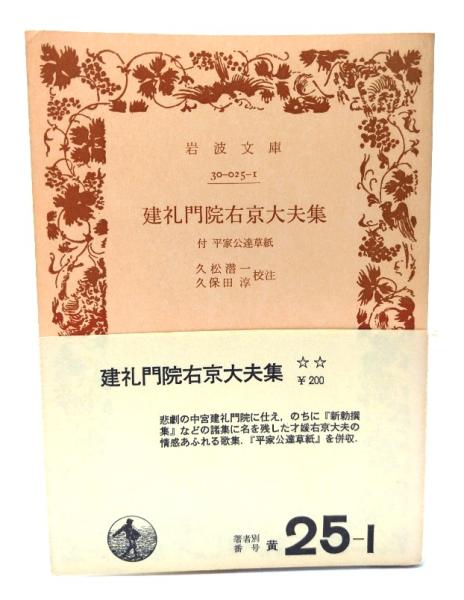 岩波文庫
30-025-1
建礼門院右京大夫集
付 平家公達草紙
久松潜一
久保田淳
校注
建礼門院右京大夫集
☆☆
￥200
悲劇の中宮建礼門院に仕え，のちに『新勅撰
集』などの諸集に名を残した才媛右京大夫の
情感あふれる歌集．『平家公達草紙』を併収．
著者別
番号
黄 25-1